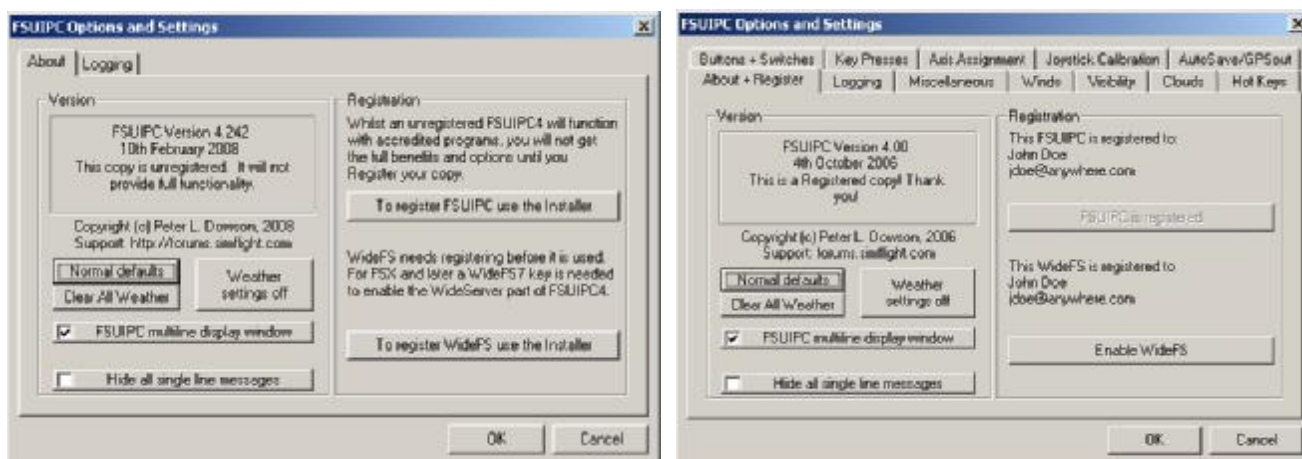 FSUIPC Options and Settings
About
Logging
Version
FSUIPC Version 4.242
10th February 2008
This copy is unregistered. It will not
provide full functionality.
Copyright (c) Peter L. Dowson, 2008
Support: http://forums.simflight.com
Normal defaults
Clear All Weather
Weather
settings off
FSUIPC multiline display window
Hide all single line messages
Registration
Whilst an unregistered FSUIPC4 will function
with accredited programs, you will not get
the full benefits and options until you
Register your copy.
To register FSUIPC use the Installer
WideFS needs registering before it is used.
For FSX and later a WideFS7 key is needed
to enable the WideServer part of FSUIPC4.
To register WideFS use the Installer
OK
Cancel
FSUIPC Options and Settings
Buttons + Switches
Key Presses
Axis Assignment
Joystick Calibration
AutoSave/GPSout
About + Register
Logging
Miscellaneous
Winds
Visibility
Clouds
Hot Keys
Version
FSUIPC Version 4.00
4th October 2006
This is a Registered copy! Thank
you!
Copyright (c) Peter L. Dowson, 2006
Support: forums.simflight.com
Normal defaults
Clear All Weather
Weather
settings off
FSUIPC multiline display window
Hide all single line messages
Registration
This FSUIPC is registered to:
John Doe
jdoe@anywhere.com
FSUIPC is registered
This WideFS is registered to
John Doe
jdoe@anywhere.com
Enable WideFS
OK
Cancel